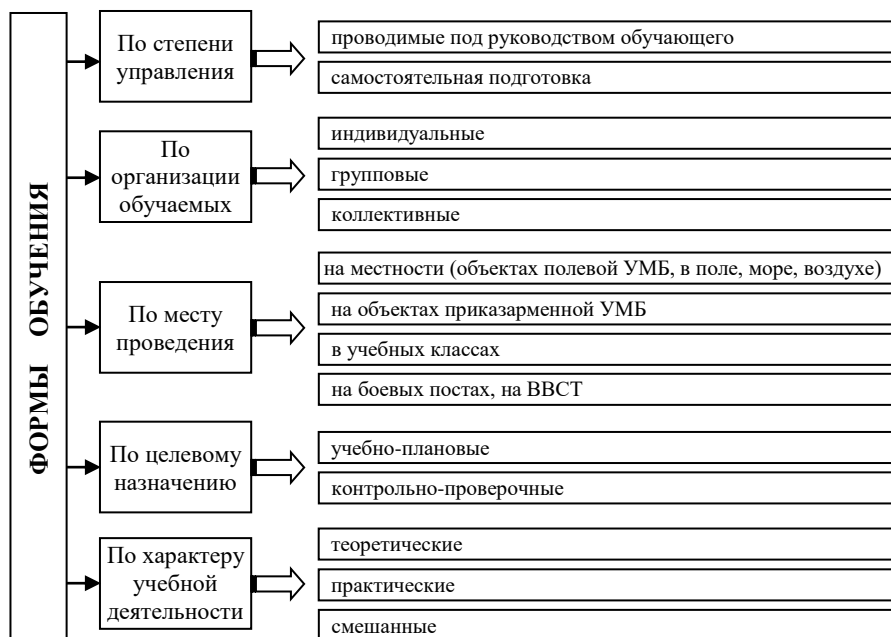 ФОРМЫ ОБУЧЕНИЯ
По степени
управления
проводимые под руководством обучающего
самостоятельная подготовка
По
организации
обучаемых
индивидуальные
групповые
коллективные
По месту
проведения
на местности (объектах полевой УМБ, в поле, море, воздухе)
на объектах приказарменной УМБ
в учебных классах
на боевых постах, на ВВСТ
По целевому
назначению
учебно-плановые
контрольно-проверочные
По характеру
учебной
деятельности
теоретические
практические
смешанные